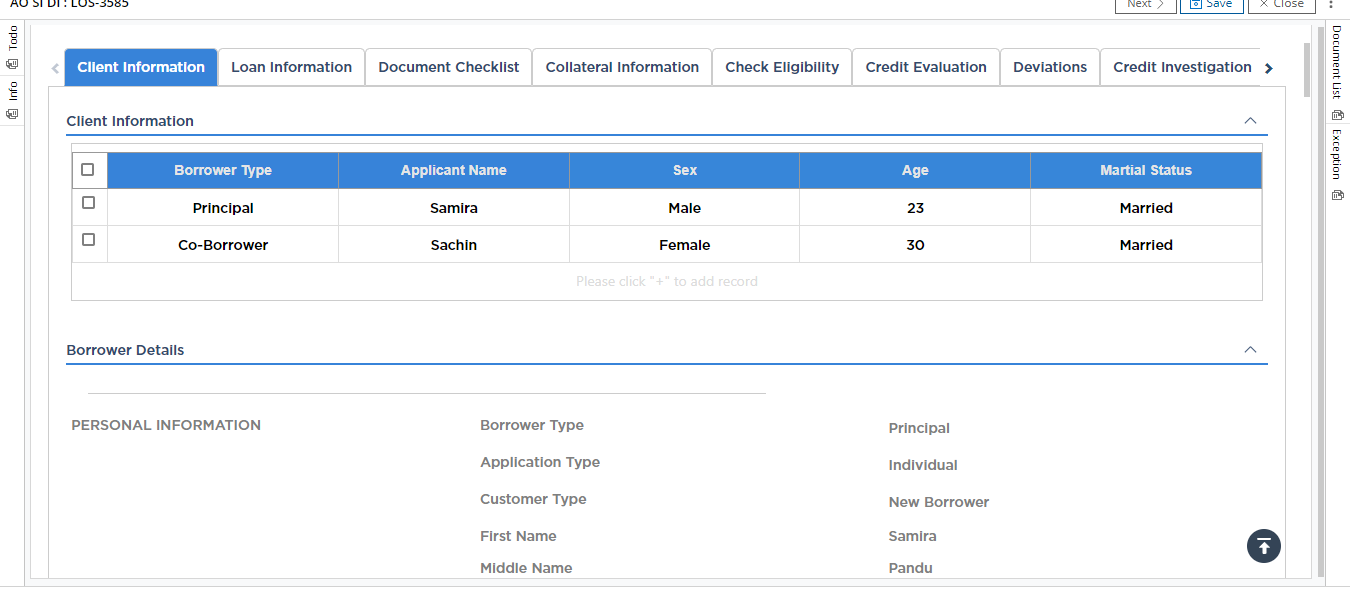 AO SI DI : LOS-3585
Next
Save
Close
Todo
Info
Document List
Exception
Client Information
Loan Information
Document Checklist
Collateral Information
Check Eligibility
Credit Evaluation
Deviations
Credit Investigation
Client Information
Borrower Type Applicant Name Sex Age Martial Status
Principal Samira Male 23 Married
Co-Borrower Sachin Female 30 Married
Please click "+" to add record
Borrower Details
PERSONAL INFORMATION
Borrower Type Principal
Application Type Individual
Customer Type New Borrower
First Name Samira
Middle Name Pandu